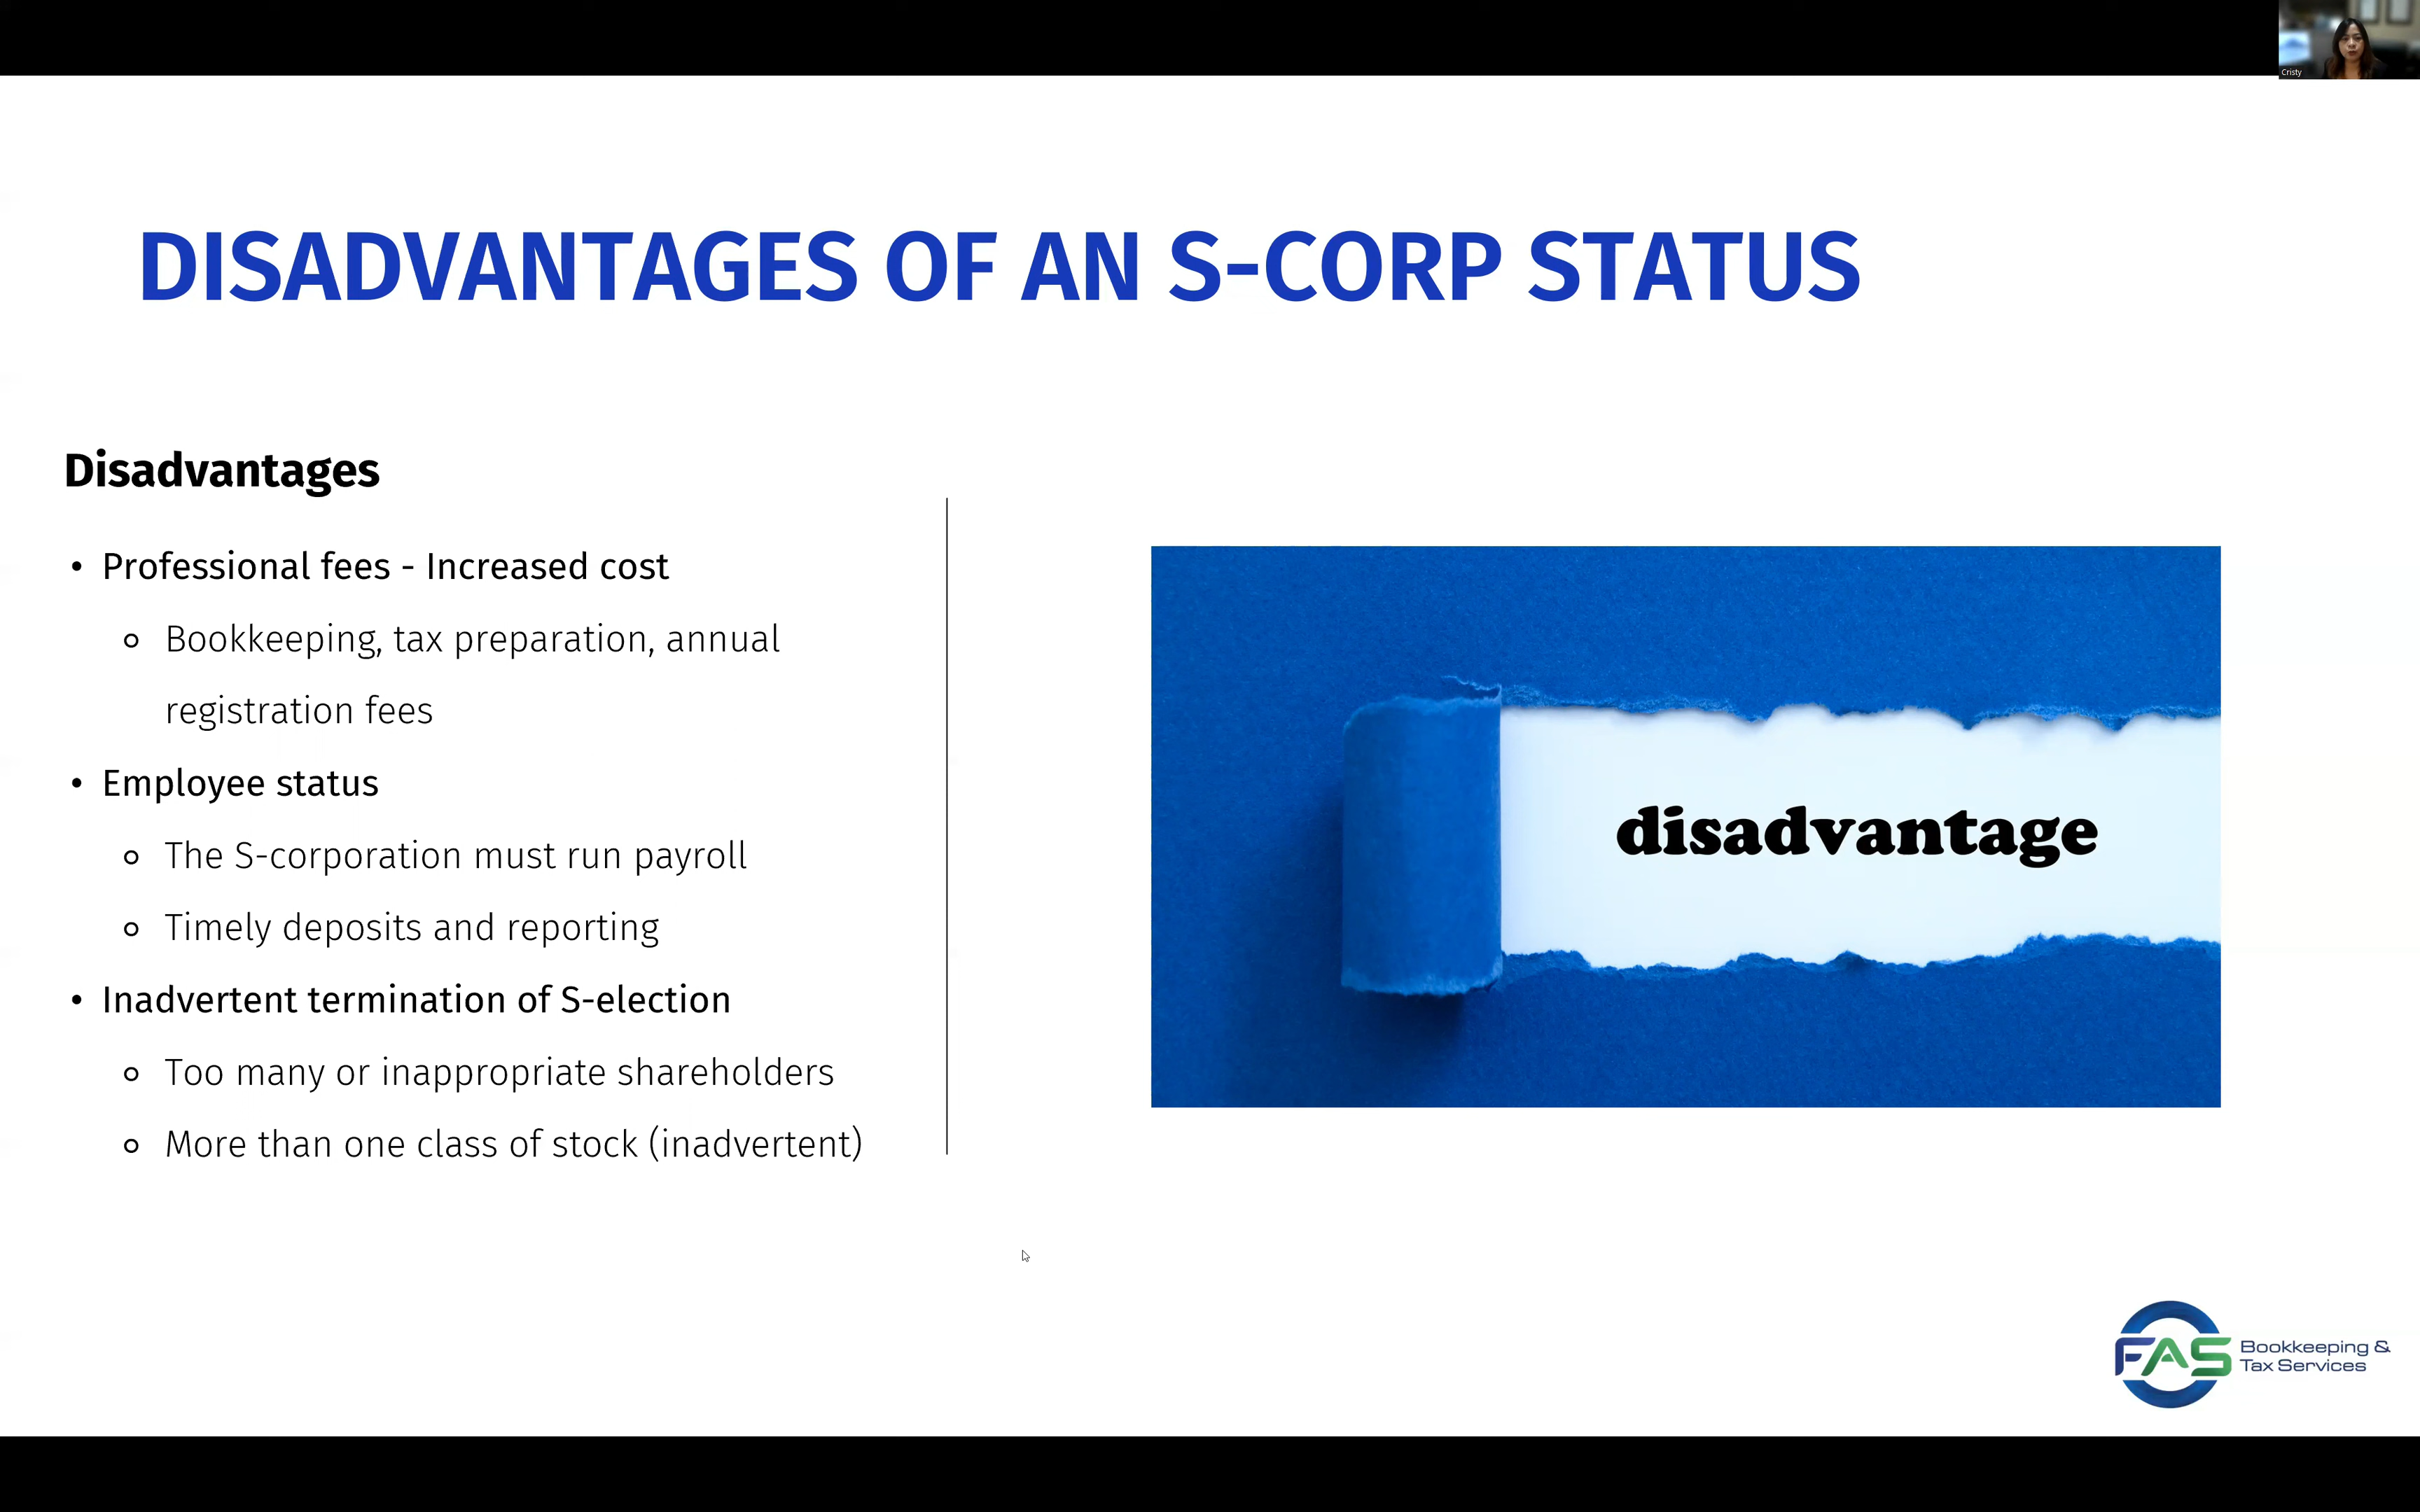 Cristy
DISADVANTAGES OF AN S-CORP STATUS
Disadvantages
• Professional fees - Increased cost
Bookkeeping, tax preparation, annual
registration fees
• Employee status
The S-corporation must run payroll
Timely deposits and reporting
• Inadvertent termination of S-election
Too many or inappropriate shareholders
More than one class of stock (inadvertent)
disadvantage
FAS Bookkeeping &
Tax Services